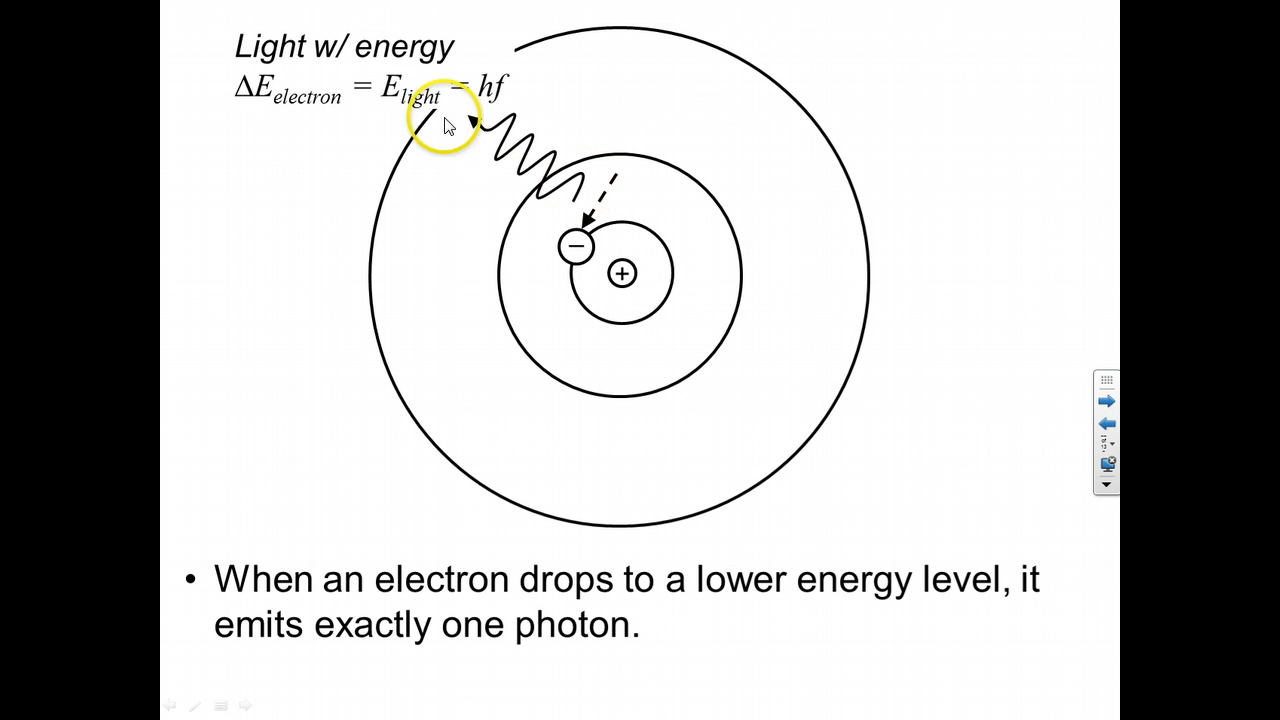 Light w/ energy
ΔE_electron = E_light = hf
−
+
• When an electron drops to a lower energy level, it
emits exactly one photon.